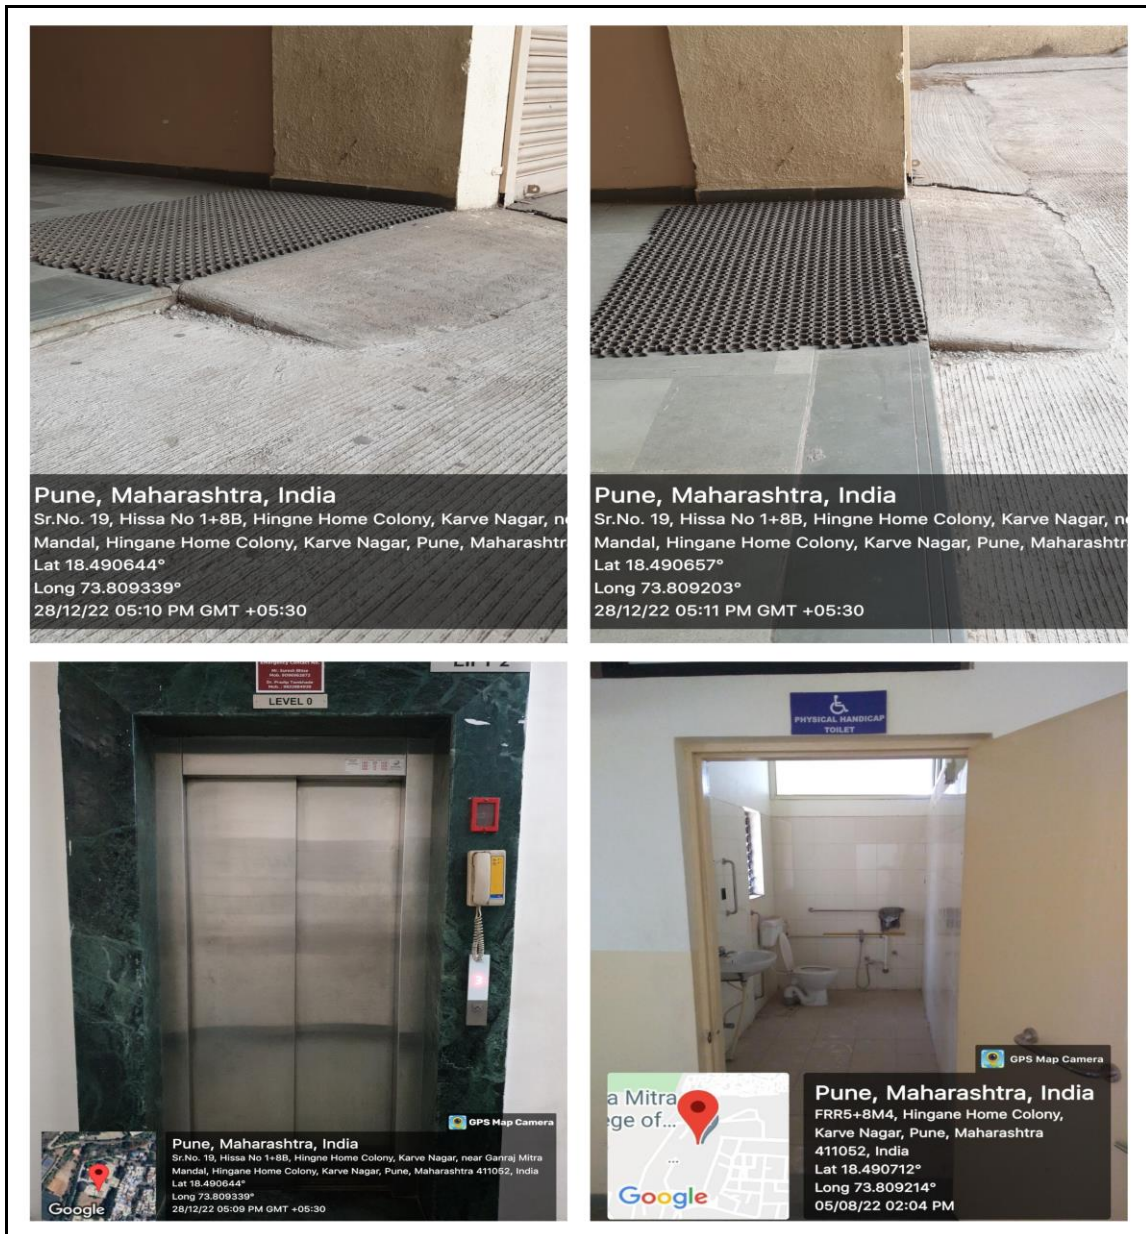 Pune, Maharashtra, India
Sr.No. 19, Hissa No 1+8B, Hingne Home Colony, Karve Nagar, n
Mandal, Hingane Home Colony, Karve Nagar, Pune, Maharashtr
Lat 18.490644°
Long 73.809339°
28/12/22 05:10 PM GMT +05:30
Pune, Maharashtra, India
Sr.No. 19, Hissa No 1+8B, Hingne Home Colony, Karve Nagar, n
Mandal, Hingane Home Colony, Karve Nagar, Pune, Maharashtr
Lat 18.490657°
Long 73.809203°
28/12/22 05:11 PM GMT +05:30
Emergency Contact No.
LIFT 2
LEVEL 0
GPS Map Camera
Pune, Maharashtra, India
Sr.No. 19, Hissa No 1+8B, Hingne Home Colony, Karve Nagar, near Ganraj Mitra
Mandal, Hingane Home Colony, Karve Nagar, Pune, Maharashtra 411052, India
Lat 18.490644°
Long 73.809339°
28/12/22 05:09 PM GMT +05:30
Google
PHYSICAL HANDICAP
TOILET
GPS Map Camera
a Mitra
ge of...
Google
Pune, Maharashtra, India
FRR5+8M4, Hingane Home Colony,
Karve Nagar, Pune, Maharashtra
411052, India
Lat 18.490712°
Long 73.809214°
05/08/22 02:04 PM